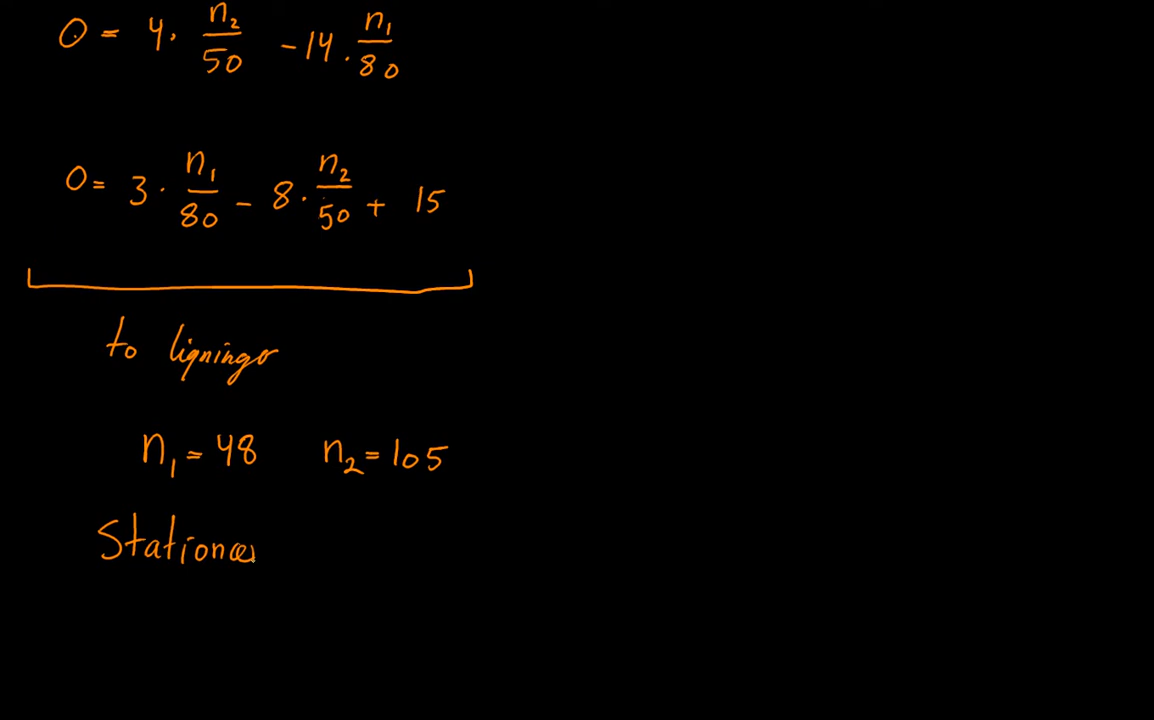 0 = 4 · n₂/50 - 14 · n₁/80
0 = 3 · n₁/80 - 8 · n₂/50 + 15
to ligninger
n₁ = 48 n₂ = 105
Stationæ